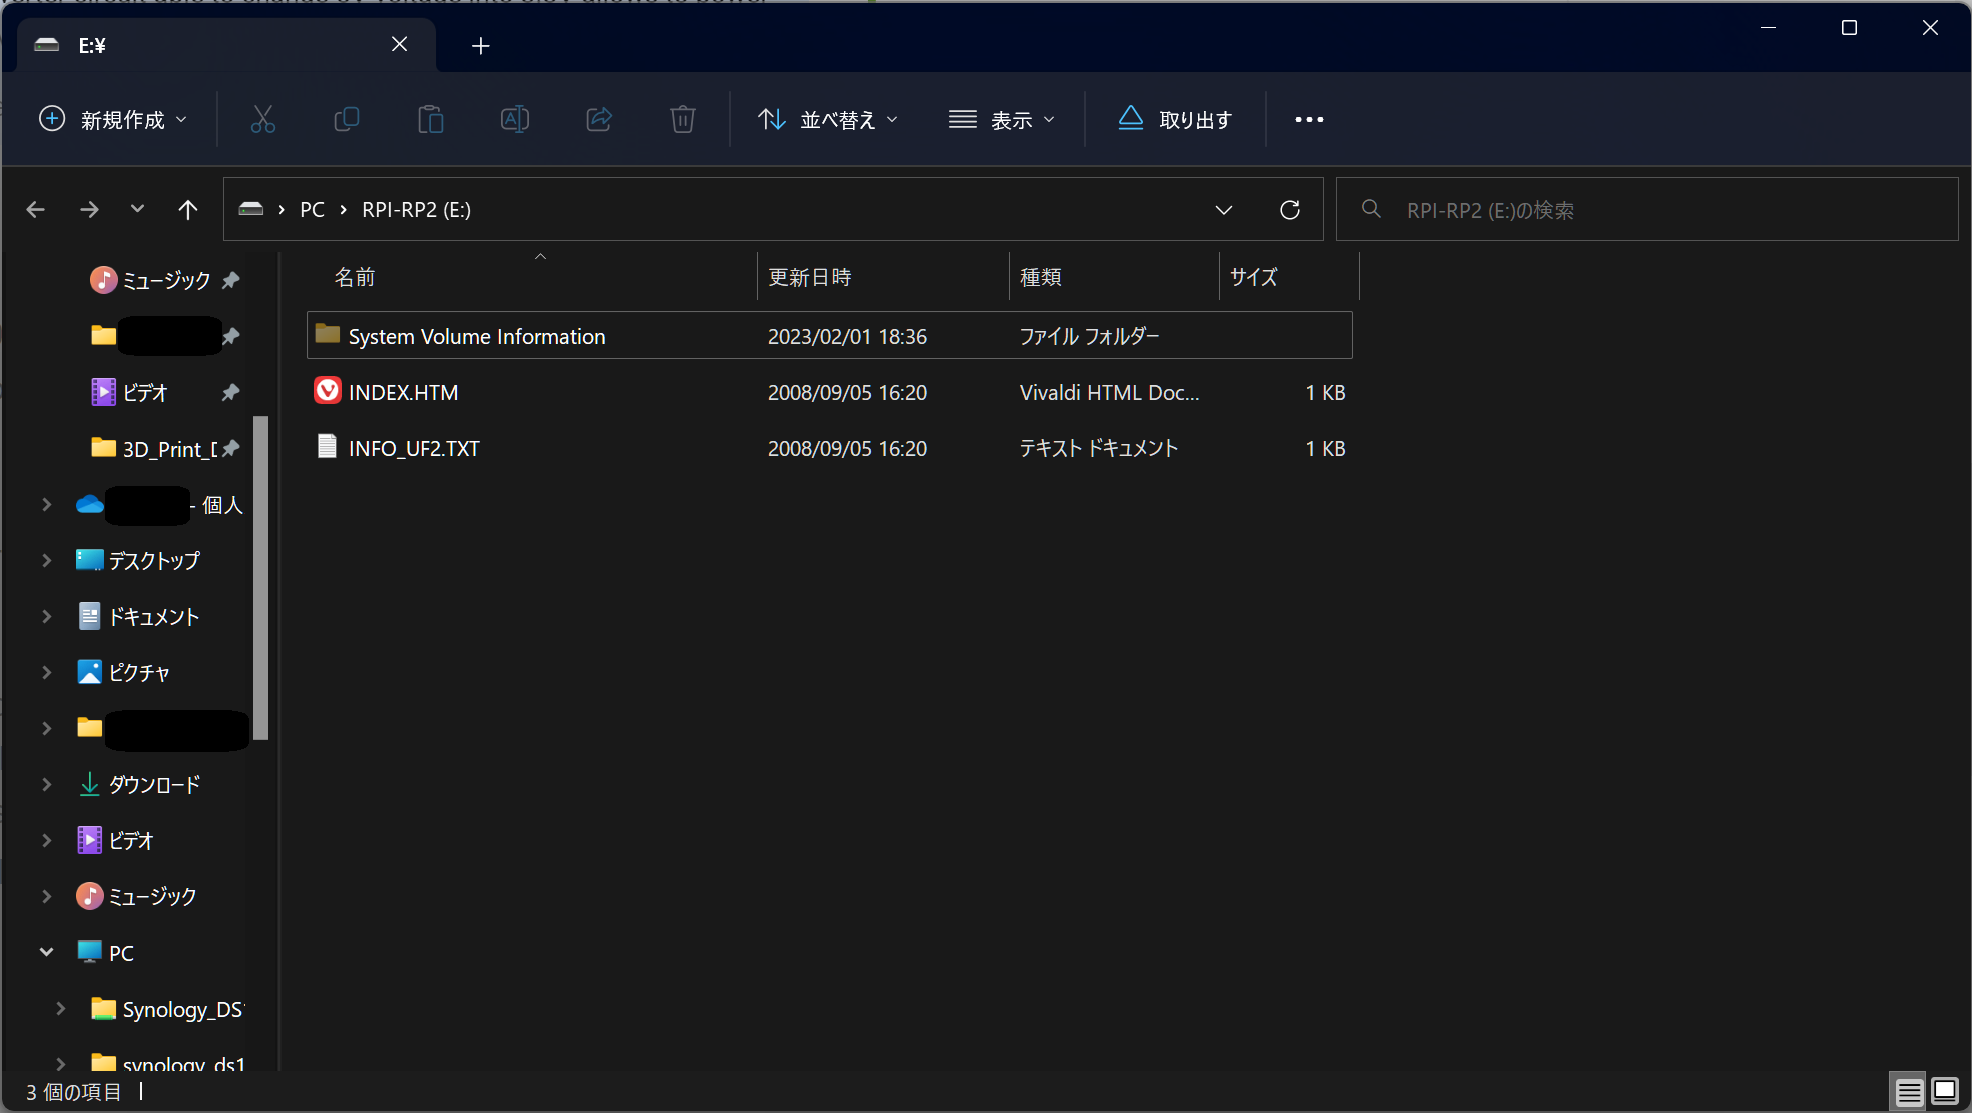 E:¥
新規作成
並べ替え
表示
取り出す
PC
RPI-RP2 (E:)
RPI-RP2 (E:)の検索
名前
更新日時
種類
サイズ
System Volume Information
2023/02/01 18:36
ファイル フォルダー
INDEX.HTM
2008/09/05 16:20
Vivaldi HTML Doc...
1 KB
INFO_UF2.TXT
2008/09/05 16:20
テキスト ドキュメント
1 KB
ミュージック
ビデオ
3D_Print_D
- 個人
デスクトップ
ドキュメント
ピクチャ
ダウンロード
ビデオ
ミュージック
PC
Synology_DS1
synology_ds1
3 個の項目